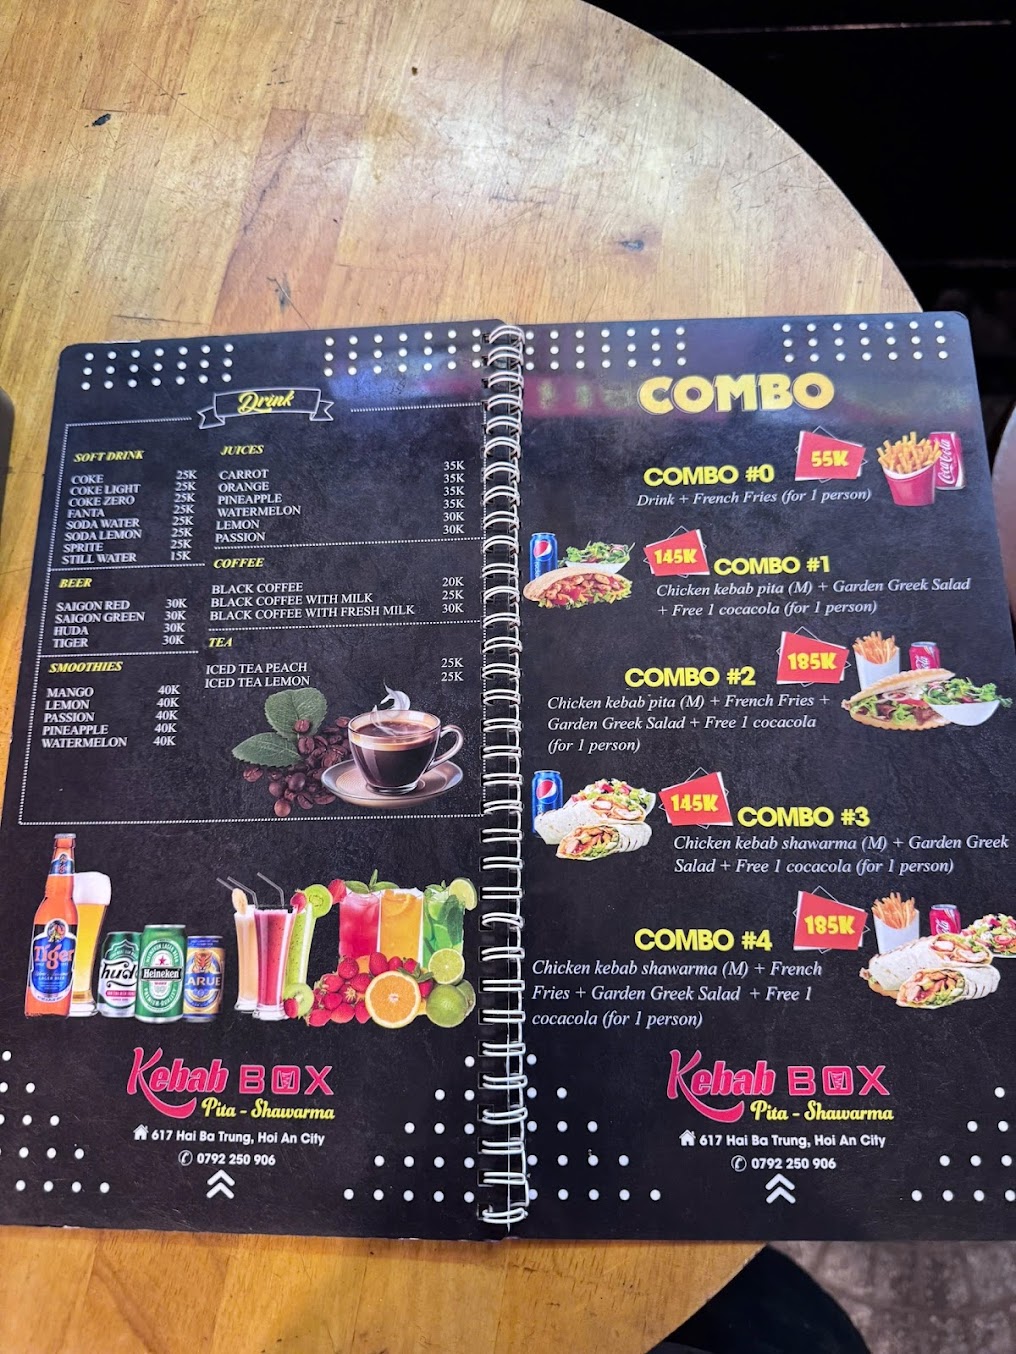 Drink
SOFT DRINK
COKE 25K
COKE LIGHT 25K
COKE ZERO 25K
FANTA 25K
SODA WATER 25K
SODA LEMON 25K
SPRITE 25K
STILL WATER 15K
BEER
SAIGON RED 30K
SAIGON GREEN 30K
HUDA 30K
TIGER 30K
SMOOTHIES
MANGO 40K
LEMON 40K
PASSION 40K
PINEAPPLE 40K
WATERMELON 40K
JUICES
CARROT 35K
ORANGE 35K
PINEAPPLE 35K
WATERMELON 35K
LEMON 30K
PASSION 30K
COFFEE
BLACK COFFEE 20K
BLACK COFFEE WITH MILK 25K
BLACK COFFEE WITH FRESH MILK 30K
TEA
ICED TEA PEACH 25K
ICED TEA LEMON 25K
Tiger
huda
Heineken
LARUE
Kebab BOX
Pita - Shawarma
617 Hai Ba Trung, Hoi An City
0792 250 906
COMBO
COMBO #0
55K
Coca-Cola
Drink + French Fries (for 1 person)
145K
COMBO #1
Chicken kebab pita (M) + Garden Greek Salad
+ Free 1 cocacola (for 1 person)
185K
COMBO #2
Chicken kebab pita (M) + French Fries +
Garden Greek Salad + Free 1 cocacola
(for 1 person)
145K
COMBO #3
Chicken kebab shawarma (M) + Garden Greek
Salad + Free 1 cocacola (for 1 person)
185K
COMBO #4
Chicken kebab shawarma (M) + French
Fries + Garden Greek Salad + Free 1
cocacola (for 1 person)
Kebab BOX
Pita - Shawarma
617 Hai Ba Trung, Hoi An City
0792 250 906